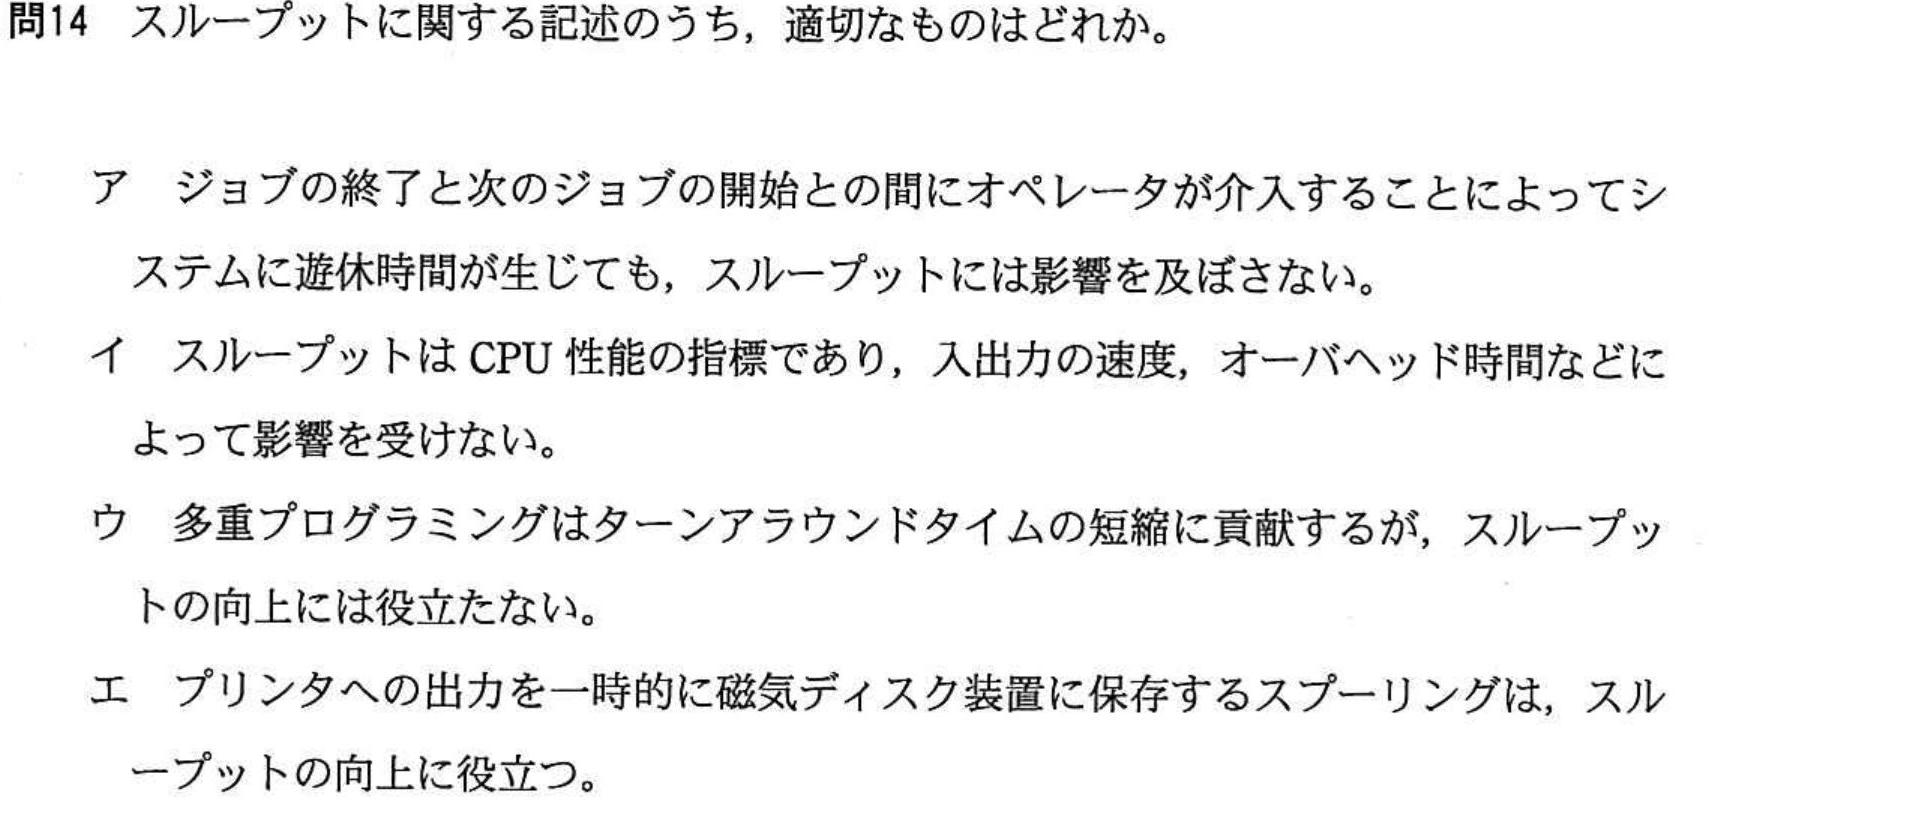 問14　スループットに関する記述のうち，適切なものはどれか。
ア　ジョブの終了と次のジョブの開始との間にオペレータが介入することによってシ
ステムに遊休時間が生じても，スループットには影響を及ぼさない。
イ　スループットは CPU 性能の指標であり，入出力の速度，オーバヘッド時間などに
よって影響を受けない。
ウ　多重プログラミングはターンアラウンドタイムの短縮に貢献するが，スループッ
トの向上には役立たない。
エ　プリンタへの出力を一時的に磁気ディスク装置に保存するスプーリングは，スル
ープットの向上に役立つ。